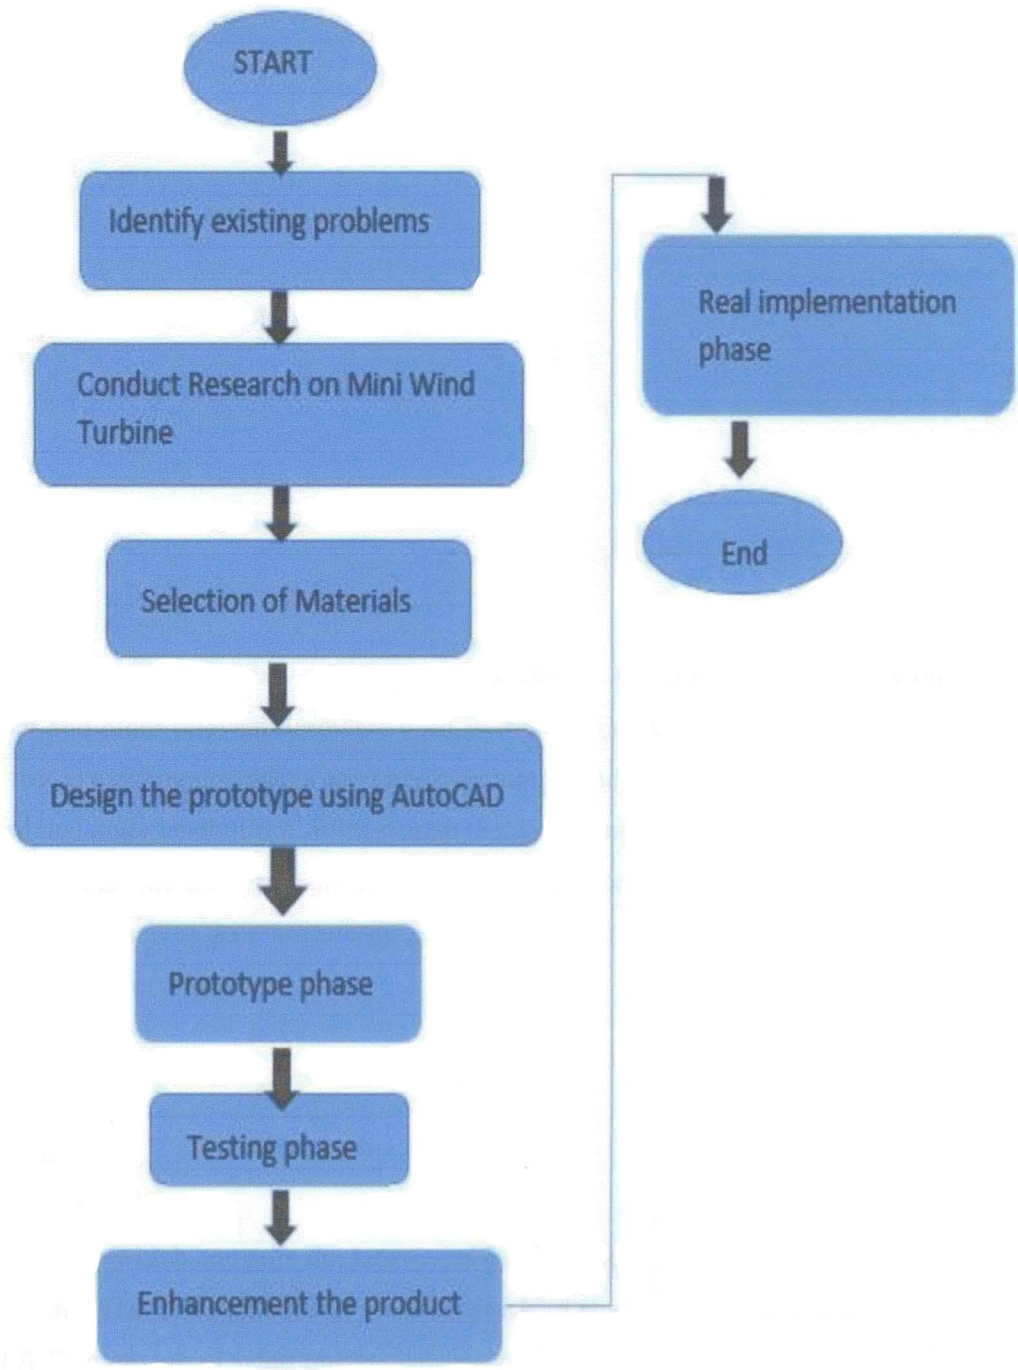 START
Identify existing problems
Conduct Research on Mini Wind
Turbine
Selection of Materials
Design the prototype using AutoCAD
Prototype phase
Testing phase
Enhancement the product
Real implementation
phase
End